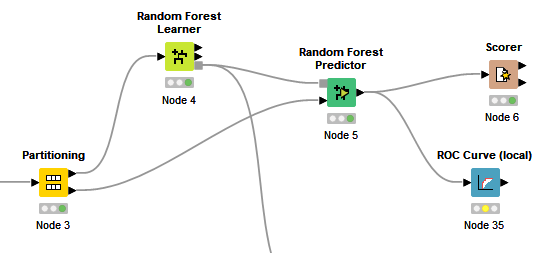 Random Forest
Learner
Node 4
Random Forest
Predictor
Node 5
Scorer
Node 6
Partitioning
Node 3
ROC Curve (local)
Node 35